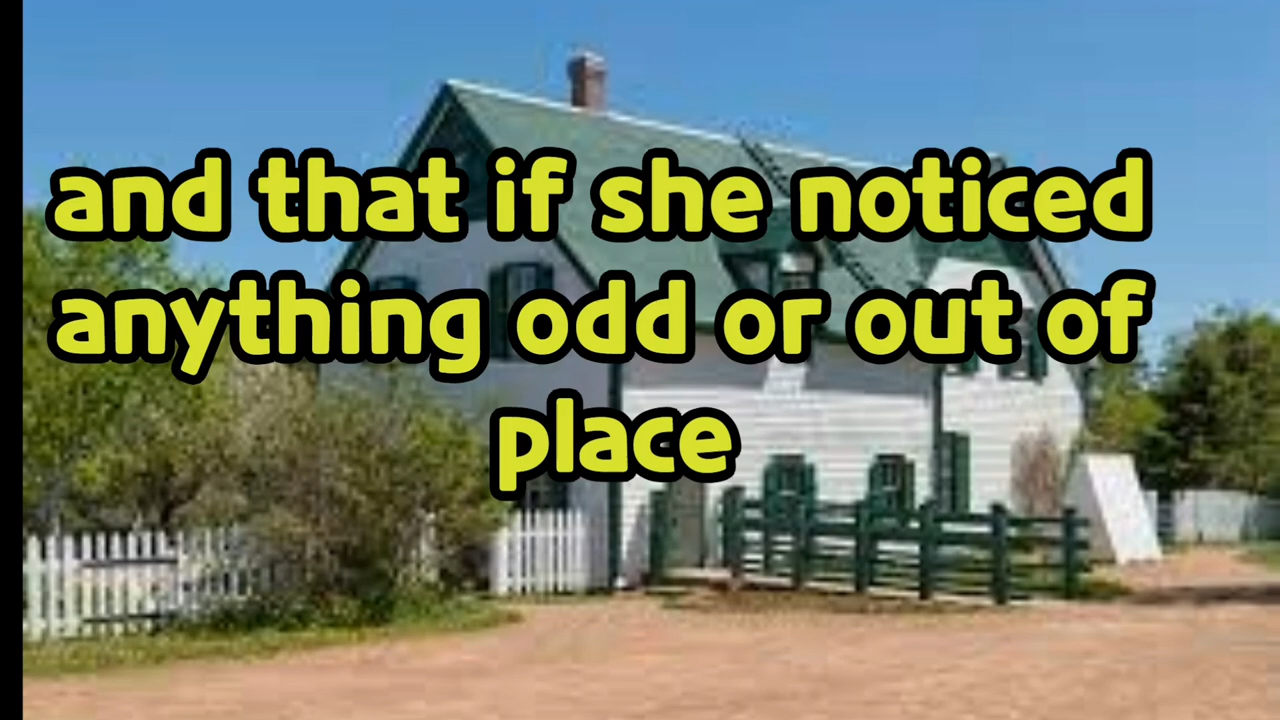 and that if she noticed
anything odd or out of
place